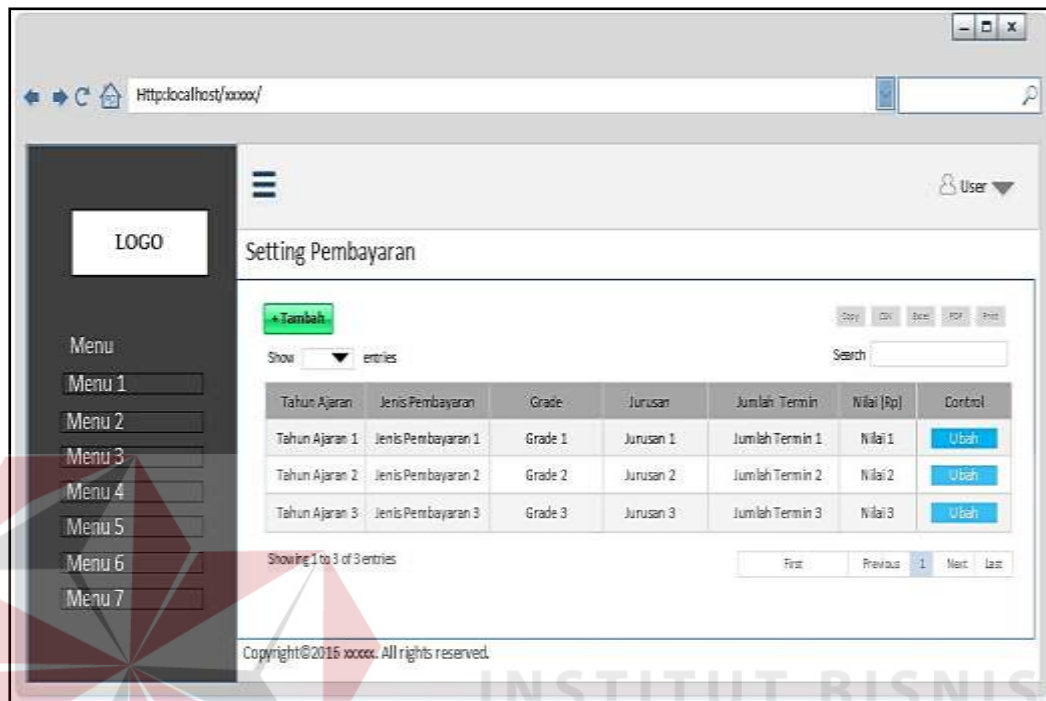 Http:localhost/xxxxx/
User
LOGO
Setting Pembayaran
+Tambah
Copy CSV Excel PDF Print
Menu
Show entries
Search
Menu 1
Menu 2
Menu 3
Menu 4
Menu 5
Menu 6
Menu 7
Tahun Ajaran Jenis Pembayaran Grade Jurusan Jumlah Termin Nilai (Rp) Control
Tahun Ajaran 1 Jenis Pembayaran 1 Grade 1 Jurusan 1 Jumlah Termin 1 Nilai 1 Ubah
Tahun Ajaran 2 Jenis Pembayaran 2 Grade 2 Jurusan 2 Jumlah Termin 2 Nilai 2 Ubah
Tahun Ajaran 3 Jenis Pembayaran 3 Grade 3 Jurusan 3 Jumlah Termin 3 Nilai 3 Ubah
Showing 1 to 3 of 3 entries
First Previous 1 Next Last
Copyright©2016 xxxxx. All rights reserved.
INSTITUT BISNIS